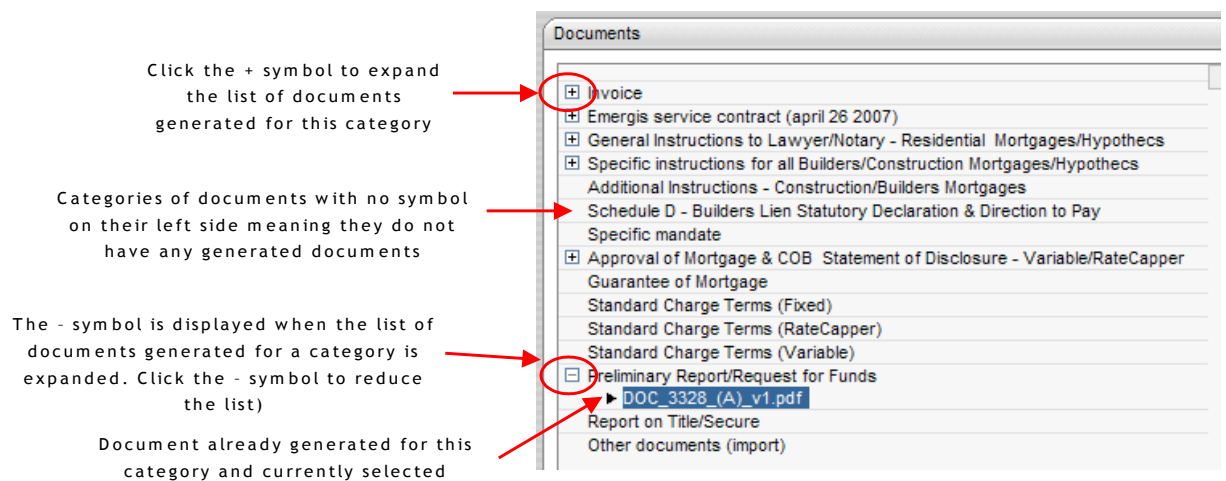 Documents
Click the + symbol to expand
the list of documents
generated for this category
Invoice
Emergis service contract (april 26 2007)
General Instructions to Lawyer/Notary - Residential Mortgages/Hypothecs
Specific instructions for all Builders/Construction Mortgages/Hypothecs
Additional Instructions - Construction/Builders Mortgages
Categories of documents with no symbol
on their left side meaning they do not
have any generated documents
Schedule D - Builders Lien Statutory Declaration & Direction to Pay
Specific mandate
Approval of Mortgage & COB Statement of Disclosure - Variable/RateCapper
Guarantee of Mortgage
Standard Charge Terms (Fixed)
Standard Charge Terms (RateCapper)
Standard Charge Terms (Variable)
The - symbol is displayed when the list of
documents generated for a category is
expanded. Click the - symbol to reduce
the list)
Preliminary Report/Request for Funds
DOC_3328_(A)_v1.pdf
Document already generated for this
category and currently selected
Report on Title/Secure
Other documents (import)